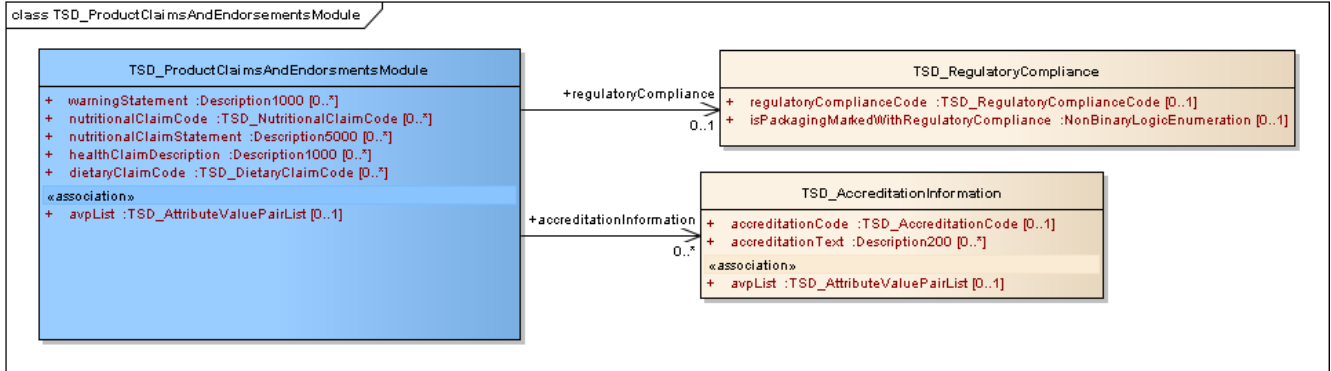 class TSD_ProductClaimsAndEndorsementsModule
TSD_ProductClaimsAndEndorsmentsModule
+ warningStatement :Description1000 [0..*]
+ nutritionalClaimCode :TSD_NutritionalClaimCode [0..*]
+ nutritionalClaimStatement :Description5000 [0..*]
+ healthClaimDescription :Description1000 [0..*]
+ dietaryClaimCode :TSD_DietaryClaimCode [0..*]
«association»
+ avpList :TSD_AttributeValuePairList [0..1]
+regulatoryCompliance
0..1
TSD_RegulatoryCompliance
+ regulatoryComplianceCode :TSD_RegulatoryComplianceCode [0..1]
+ isPackagingMarkedWithRegulatoryCompliance :NonBinaryLogicEnumeration [0..1]
+accreditationInformation
0..*
TSD_AccreditationInformation
+ accreditationCode :TSD_AccreditationCode [0..1]
+ accreditationText :Description200 [0..*]
«association»
+ avpList :TSD_AttributeValuePairList [0..1]